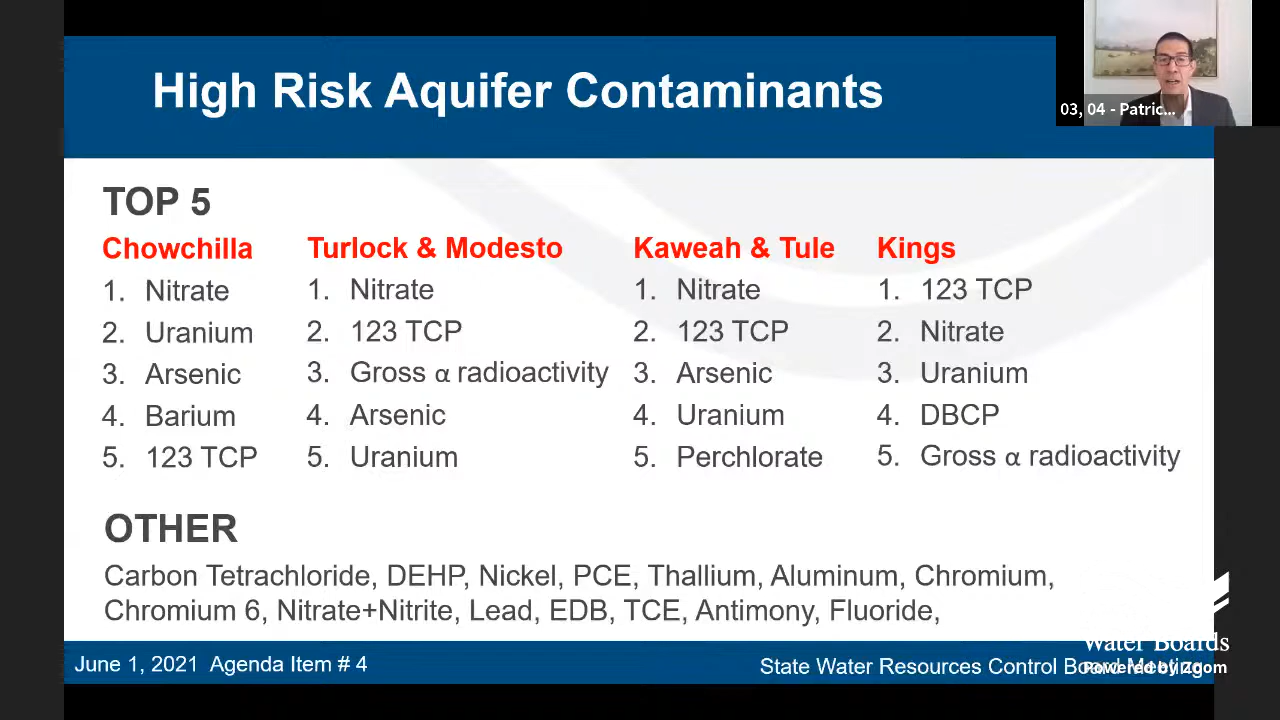 High Risk Aquifer Contaminants
03, 04 - Patric...
TOP 5
Chowchilla
1. Nitrate
2. Uranium
3. Arsenic
4. Barium
5. 123 TCP
Turlock & Modesto
1. Nitrate
2. 123 TCP
3. Gross α radioactivity
4. Arsenic
5. Uranium
Kaweah & Tule
1. Nitrate
2. 123 TCP
3. Arsenic
4. Uranium
5. Perchlorate
Kings
1. 123 TCP
2. Nitrate
3. Uranium
4. DBCP
5. Gross α radioactivity
OTHER
Carbon Tetrachloride, DEHP, Nickel, PCE, Thallium, Aluminum, Chromium,
Chromium 6, Nitrate+Nitrite, Lead, EDB, TCE, Antimony, Fluoride,
June 1, 2021 Agenda Item # 4
State Water Resources Control Board Meeting
Water Boards
Powered by Zoom